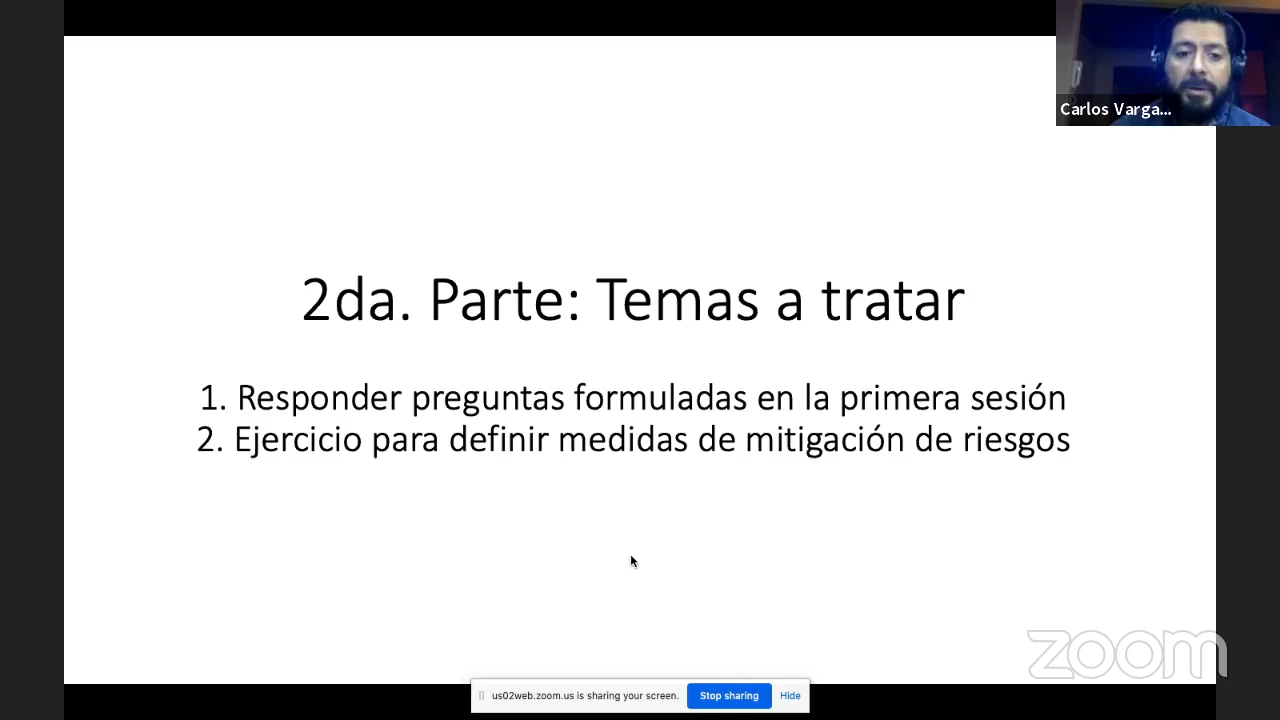 Carlos Varga...
2da. Parte: Temas a tratar
1. Responder preguntas formuladas en la primera sesión
2. Ejercicio para definir medidas de mitigación de riesgos
zoom
us02web.zoom.us is sharing your screen. Stop sharing Hide